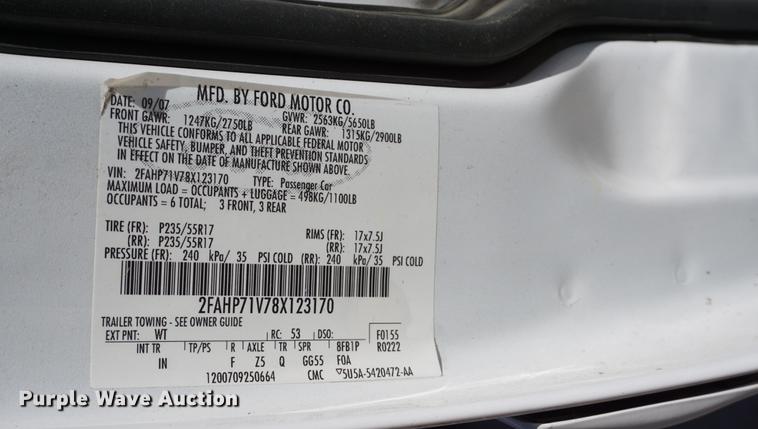 MFD. BY FORD MOTOR CO.
DATE: 09/07 GVWR: 2563KG/5650LB
FRONT GAWR: 1247KG/2750LB REAR GAWR: 1315KG/2900LB
THIS VEHICLE CONFORMS TO ALL APPLICABLE FEDERAL MOTOR
VEHICLE SAFETY, BUMPER, AND THEFT PREVENTION STANDARDS
IN EFFECT ON THE DATE OF MANUFACTURE SHOWN ABOVE.
VIN: 2FAHP71V78X123170 TYPE: Passenger Car
MAXIMUM LOAD = OCCUPANTS + LUGGAGE = 498KG/1100LB
OCCUPANTS = 6 TOTAL; 3 FRONT, 3 REAR
TIRE (FR): P235/55R17 RIMS (FR): 17x7.5J
(RR): P235/55R17 (RR): 17x7.5J
PRESSURE (FR): 240 kPa/ 35 PSI COLD (RR): 240 kPa/ 35 PSI COLD
2FAHP71V78X123170
TRAILER TOWING - SEE OWNER GUIDE
EXT PNT: WT RC: 53 DSO: F0155
INT TR TP/PS R AXLE TR SPR 8FB1P R0222
IN F Z5 Q GG55 F0A
1200709250664 CMC ▽5U5A-5420472-AA
Purple Wave Auction